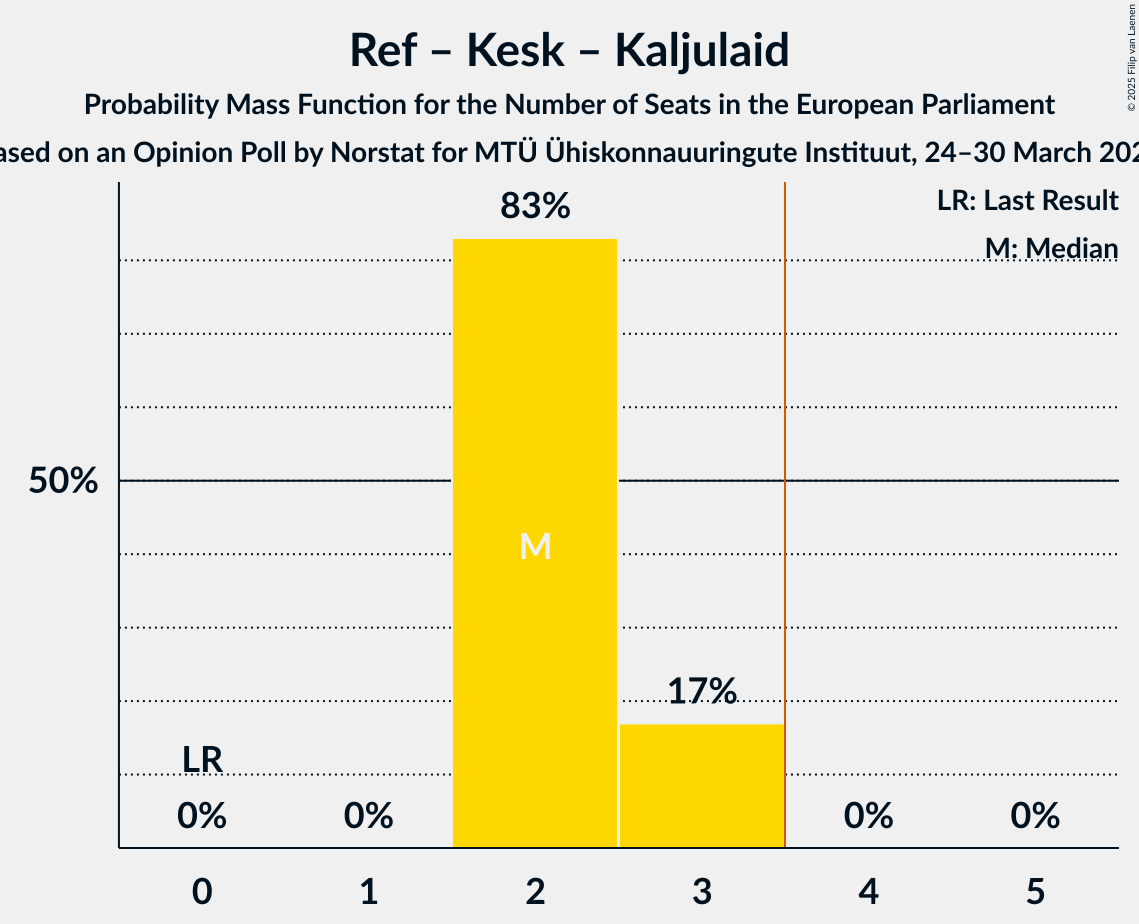 Ref – Kesk – Kaljulaid
Probability Mass Function for the Number of Seats in the European Parliament
on an Opinion Poll by Norstat for MTÜ Ühiskonnauuringute Instituut, 24–30 March
© 2025 Filip van Laenen
LR: Last Result
M: Median
83%
50%
M
17%
LR
0% 0% 0% 0%
0 1 2 3 4 5